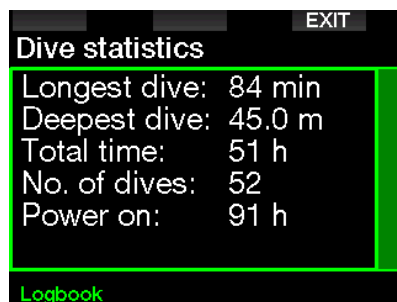 EXIT
Dive statistics
Longest dive: 84 min
Deepest dive: 45.0 m
Total time: 51 h
No. of dives: 52
Power on: 91 h
Logbook